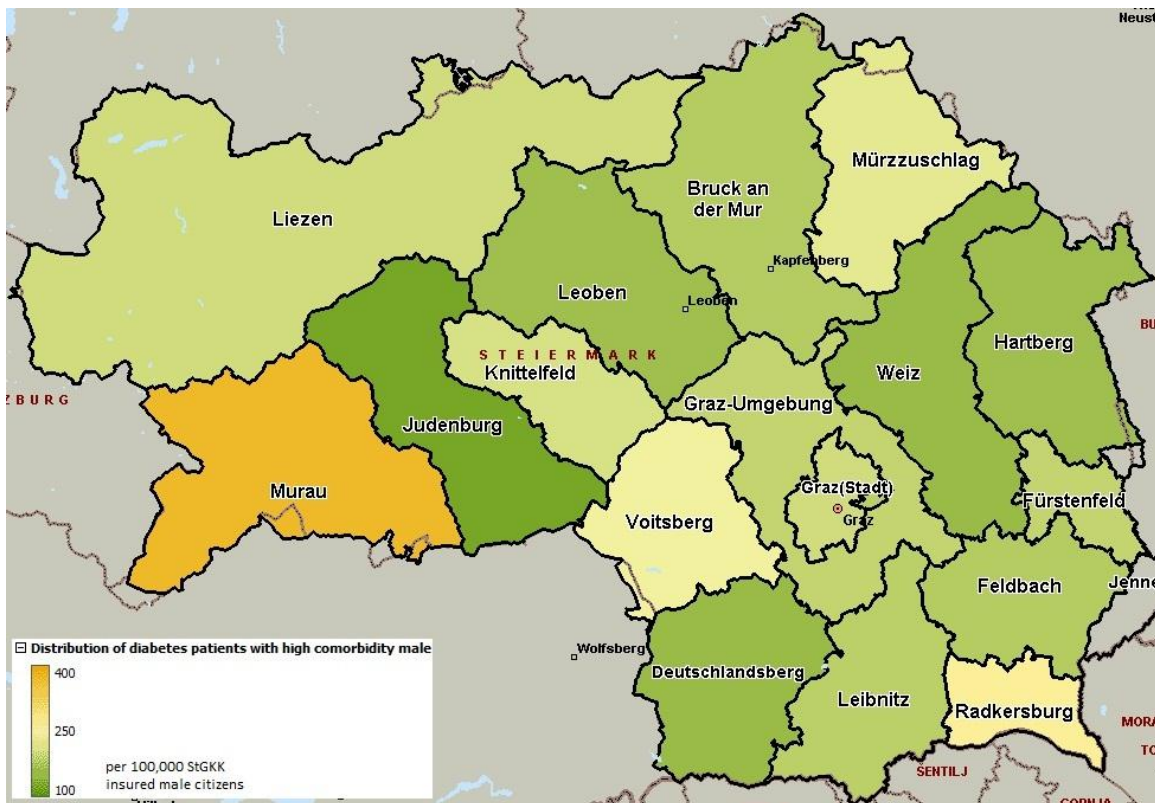 Neust
Mürzzuschlag
Bruck an
der Mur
Liezen
Kapfenberg
Leoben
Leoben
BU
Hartberg
STEIERMARK
Knittelfeld
Weiz
ZBURG
Graz-Umgebung
Judenburg
Murau
Graz(Stadt)
Fürstenfeld
Graz
Voitsberg
Feldbach
Jenne
Wolfsberg
Deutschlandsberg
Leibnitz
Radkersburg
MORA
TO
SENTILJ
GORNJA
Distribution of diabetes patients with high comorbidity male
400
250
per 100,000 StGKK
insured male citizens
100